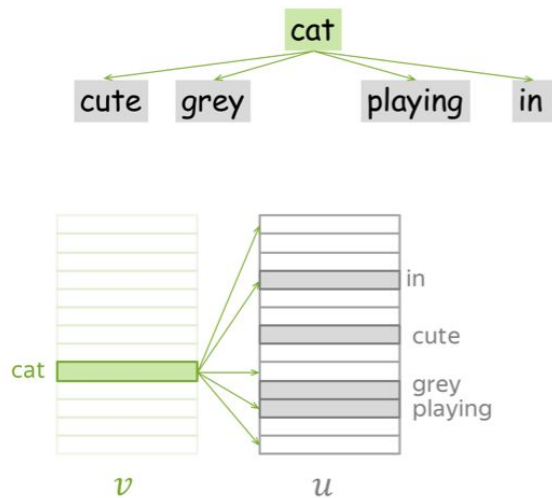 cat
cute grey playing in
in
cute
cat
grey
playing
v u